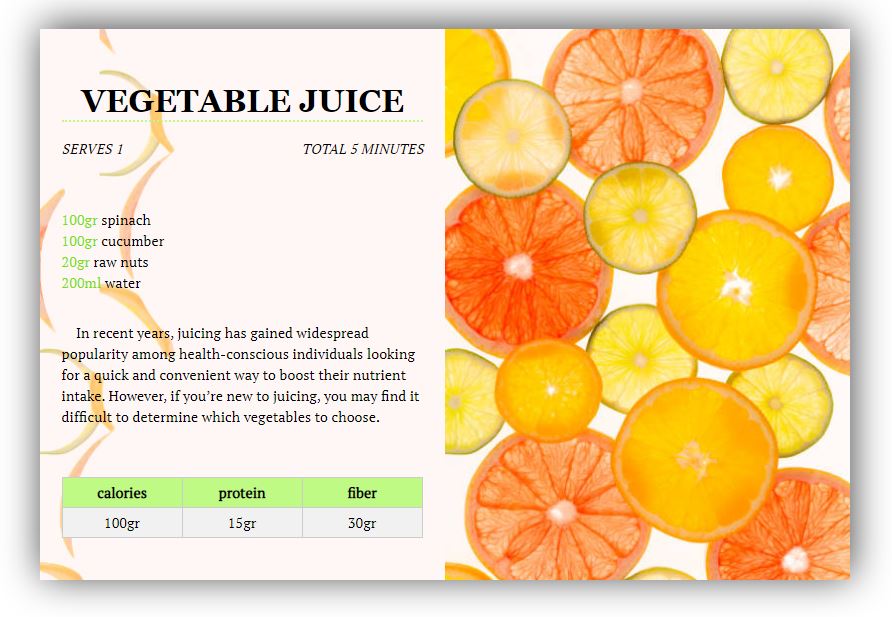 VEGETABLE JUICE
SERVES 1 TOTAL 5 MINUTES
100gr spinach
100gr cucumber
20gr raw nuts
200ml water
In recent years, juicing has gained widespread
popularity among health-conscious individuals looking
for a quick and convenient way to boost their nutrient
intake. However, if you’re new to juicing, you may find it
difficult to determine which vegetables to choose.
calories protein fiber
100gr 15gr 30gr